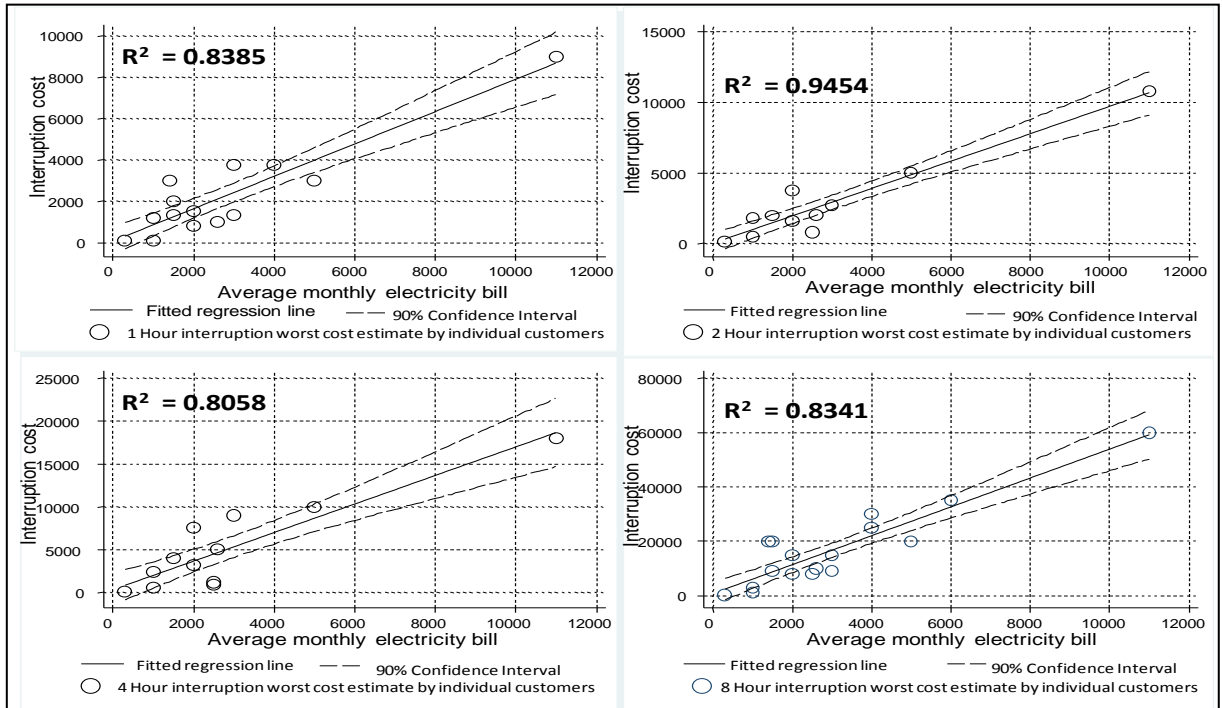 R² = 0.8385
Interruption cost
10000
8000
6000
4000
2000
0
0 2000 4000 6000 8000 10000 12000
Average monthly electricity bill
Fitted regression line
90% Confidence Interval
1 Hour interruption worst cost estimate by individual customers
R² = 0.9454
Interruption cost
15000
10000
5000
0
0 2000 4000 6000 8000 10000 12000
Average monthly electricity bill
Fitted regression line
90% Confidence Interval
2 Hour interruption worst cost estimate by individual customers
R² = 0.8058
Interruption cost
25000
20000
15000
10000
5000
0
0 2000 4000 6000 8000 10000 12000
Average monthly electricity bill
Fitted regression line
90% Confidence Interval
4 Hour interruption worst cost estimate by individual customers
R² = 0.8341
Interruption cost
80000
60000
40000
20000
0
0 2000 4000 6000 8000 10000 12000
Average monthly electricity bill
Fitted regression line
90% Confidence Interval
8 Hour interruption worst cost estimate by individual customers